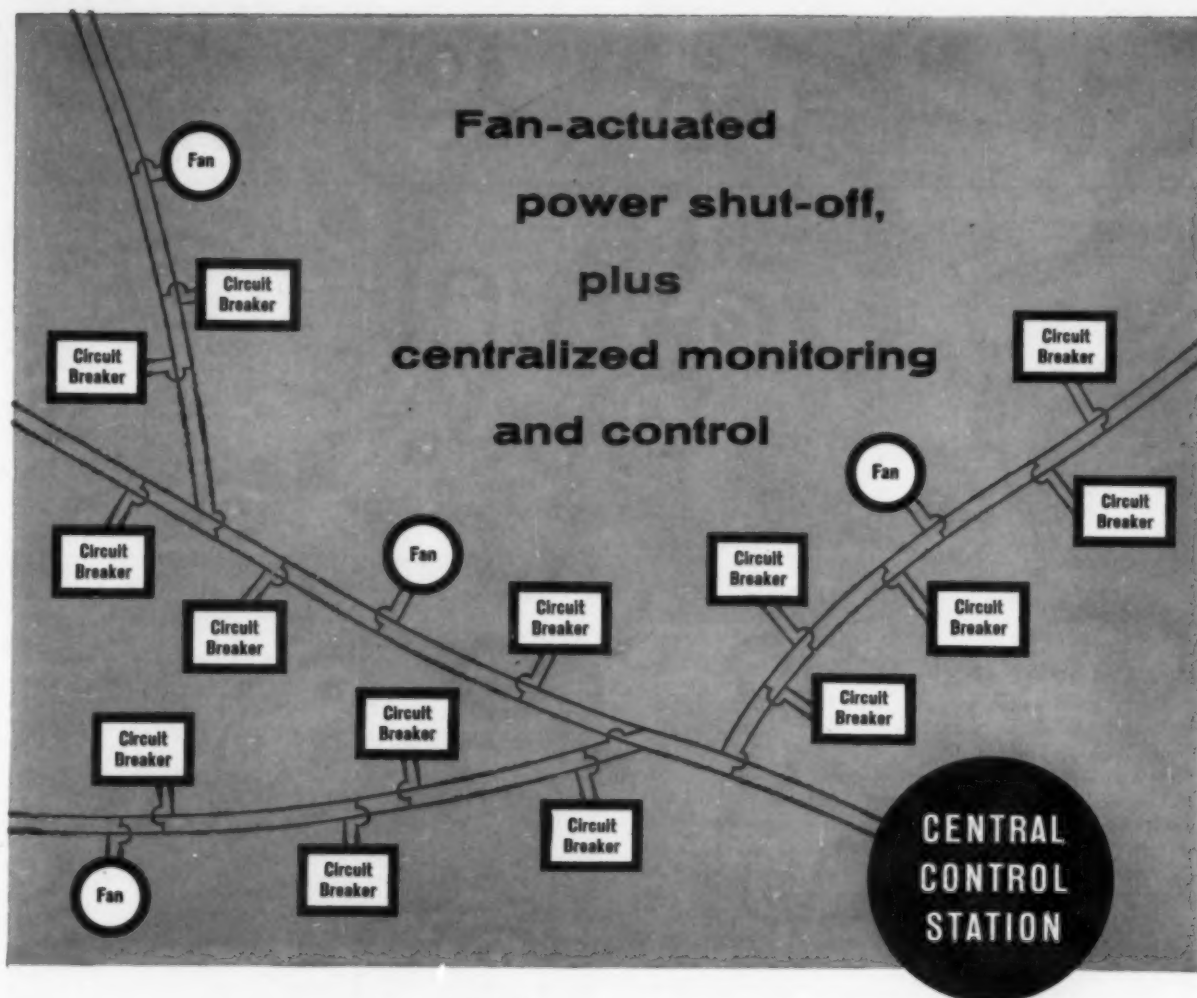 Fan-actuated
power shut-off,
plus
centralized monitoring
and control
Fan
Circuit
Breaker
Circuit
Breaker
Circuit
Breaker
Circuit
Breaker
Fan
Circuit
Breaker
Circuit
Breaker
Circuit
Breaker
Fan
Circuit
Breaker
Circuit
Breaker
Fan
Circuit
Breaker
Circuit
Breaker
Circuit
Breaker
Circuit
Breaker
Circuit
Breaker
CENTRAL
CONTROL
STATION